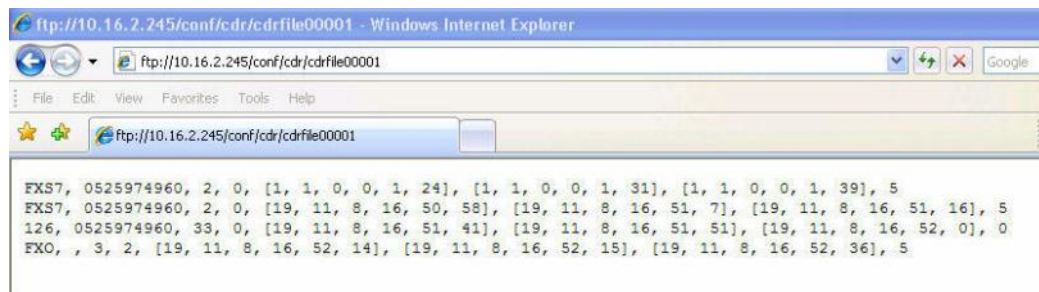 ftp://10.16.2.245/conf/cdr/cdrfile00001 - Windows Internet Explorer
ftp://10.16.2.245/conf/cdr/cdrfile00001
Google
File Edit View Favorites Tools Help
ftp://10.16.2.245/conf/cdr/cdrfile00001
FXS7, 0525974960, 2, 0, [1, 1, 0, 0, 1, 24], [1, 1, 0, 0, 1, 31], [1, 1, 0, 0, 1, 39], 5
FXS7, 0525974960, 2, 0, [19, 11, 8, 16, 50, 58], [19, 11, 8, 16, 51, 7], [19, 11, 8, 16, 51, 16], 5
126, 0525974960, 33, 0, [19, 11, 8, 16, 51, 41], [19, 11, 8, 16, 51, 51], [19, 11, 8, 16, 52, 0], 0
FXO, , 3, 2, [19, 11, 8, 16, 52, 14], [19, 11, 8, 16, 52, 15], [19, 11, 8, 16, 52, 36], 5